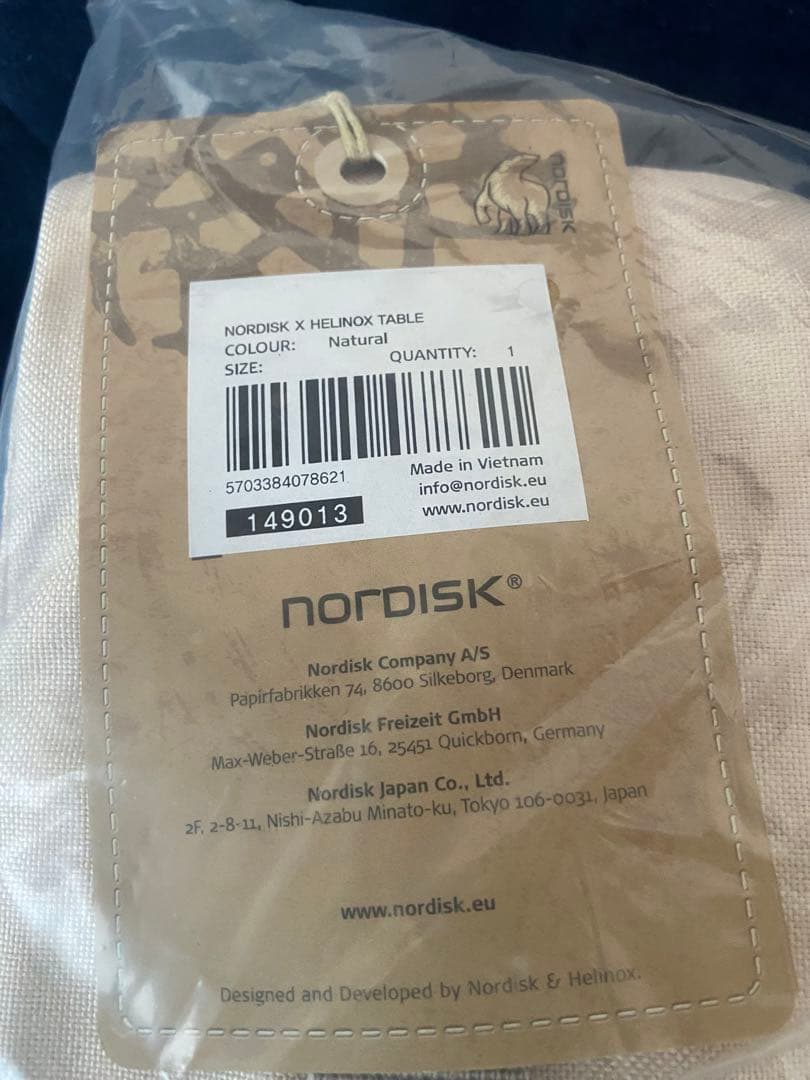 nordisk
NORDISK X HELINOX TABLE
COLOUR: Natural
SIZE: QUANTITY: 1
5703384078621
Made in Vietnam
info@nordisk.eu
www.nordisk.eu
149013
nordisk®
Nordisk Company A/S
Papirfabrikken 74, 8600 Silkeborg, Denmark
Nordisk Freizeit GmbH
Max-Weber-Straße 16, 25451 Quickborn, Germany
Nordisk Japan Co., Ltd.
2F, 2-8-11, Nishi-Azabu Minato-ku, Tokyo 106-0031, Japan
www.nordisk.eu
Designed and Developed by Nordisk & Helinox.